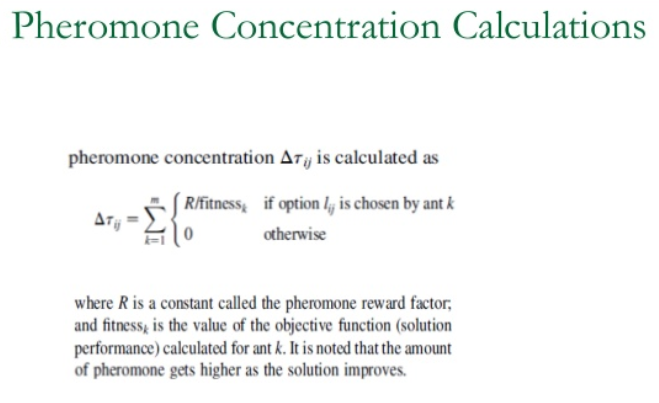 Pheromone Concentration Calculations
pheromone concentration Δτij is calculated as
Δτij = m∑k=1 { R/fitnessk if option lij is chosen by ant k
0 otherwise
where R is a constant called the pheromone reward factor;
and fitnessk is the value of the objective function (solution
performance) calculated for ant k. It is noted that the amount
of pheromone gets higher as the solution improves.